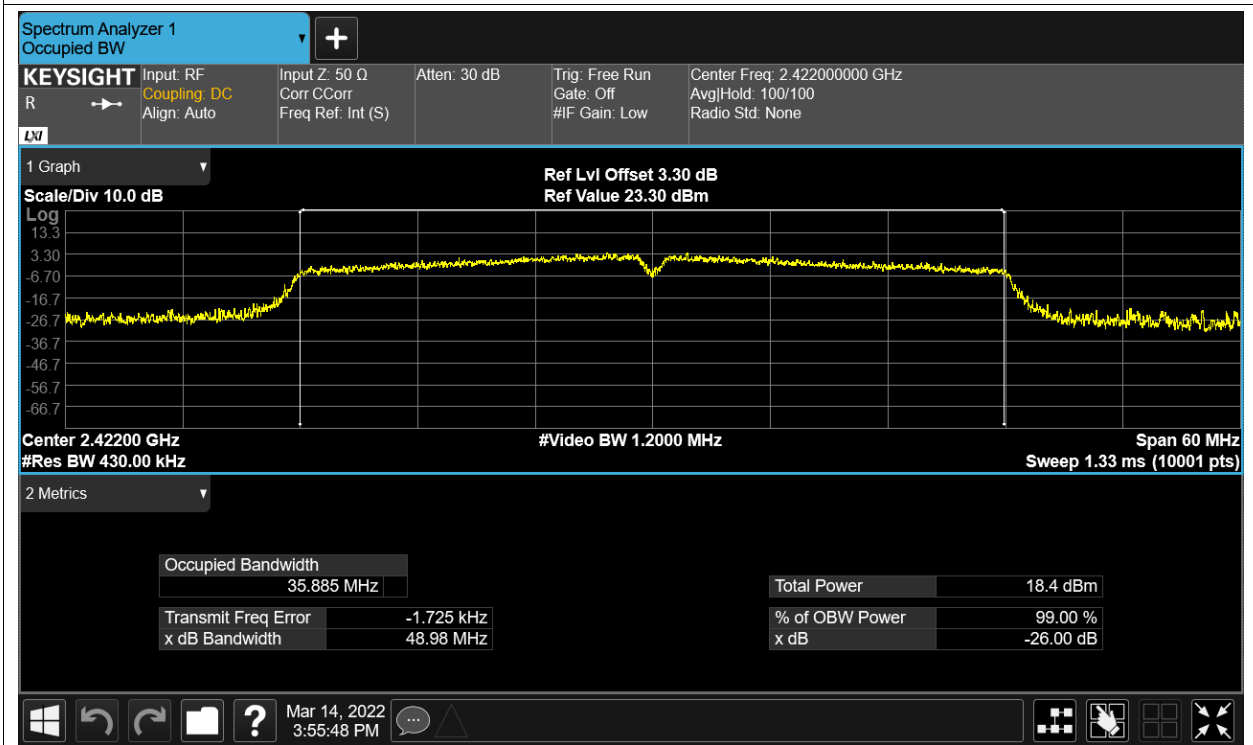 Spectrum Analyzer 1
Occupied BW
KEYSIGHT
R
LXI
Input: RF
Coupling: DC
Align: Auto
Input Z: 50 Ω
Corr CCorr
Freq Ref: Int (S)
Atten: 30 dB
Trig: Free Run
Gate: Off
#IF Gain: Low
Center Freq: 2.422000000 GHz
Avg|Hold: 100/100
Radio Std: None
1 Graph
Scale/Div 10.0 dB
Ref Lvl Offset 3.30 dB
Ref Value 23.30 dBm
Log
13.3
3.30
-6.70
-16.7
-26.7
-36.7
-46.7
-56.7
-66.7
Center 2.42200 GHz
#Video BW 1.2000 MHz
Span 60 MHz
#Res BW 430.00 kHz
Sweep 1.33 ms (10001 pts)
2 Metrics
Occupied Bandwidth
35.885 MHz
Transmit Freq Error -1.725 kHz
x dB Bandwidth 48.98 MHz
Total Power 18.4 dBm
% of OBW Power 99.00 %
x dB -26.00 dB
?
Mar 14, 2022
3:55:48 PM